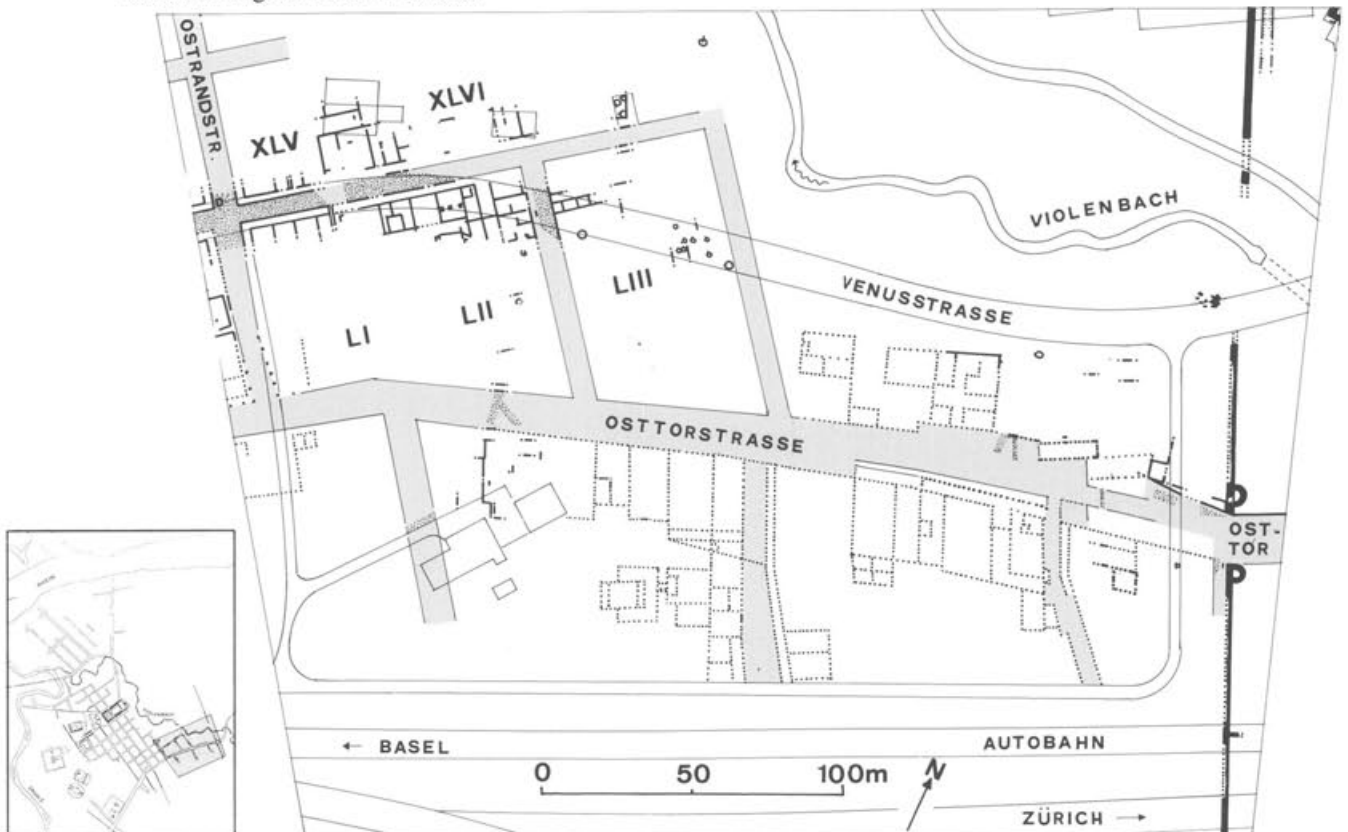 OSTRANDSTR.
XLV
XLVI
VIOLENBACH
VENUSSTRASSE
LI
LII
LIII
OSTTORSTRASSE
OST-
TOR
← BASEL
AUTOBAHN
0 50 100m
N
ZÜRICH →